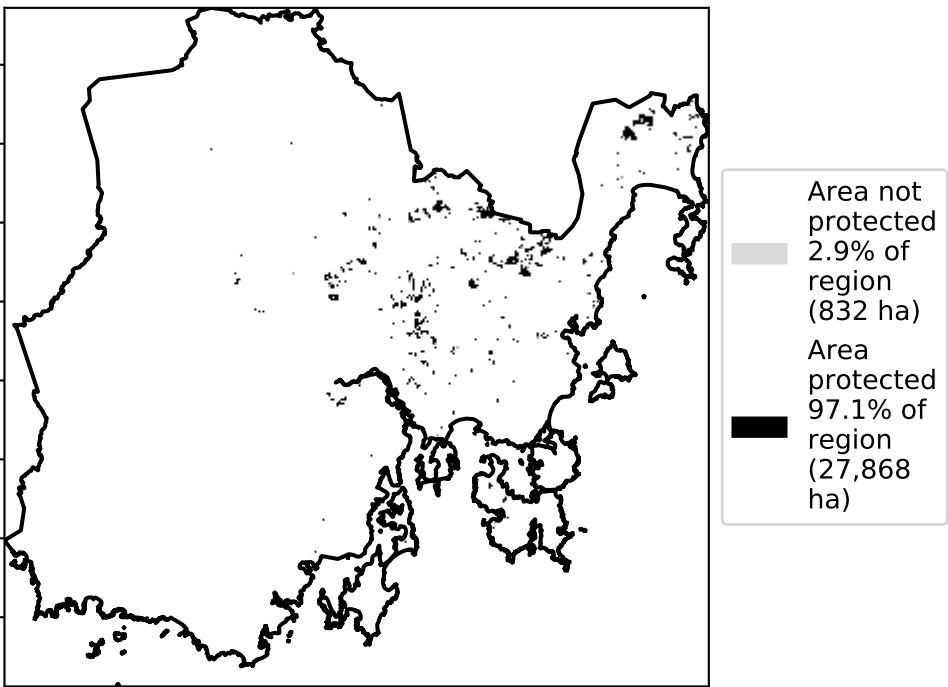 Area not
protected
2.9% of
region
(832 ha)
Area
protected
97.1% of
region
(27,868
ha)